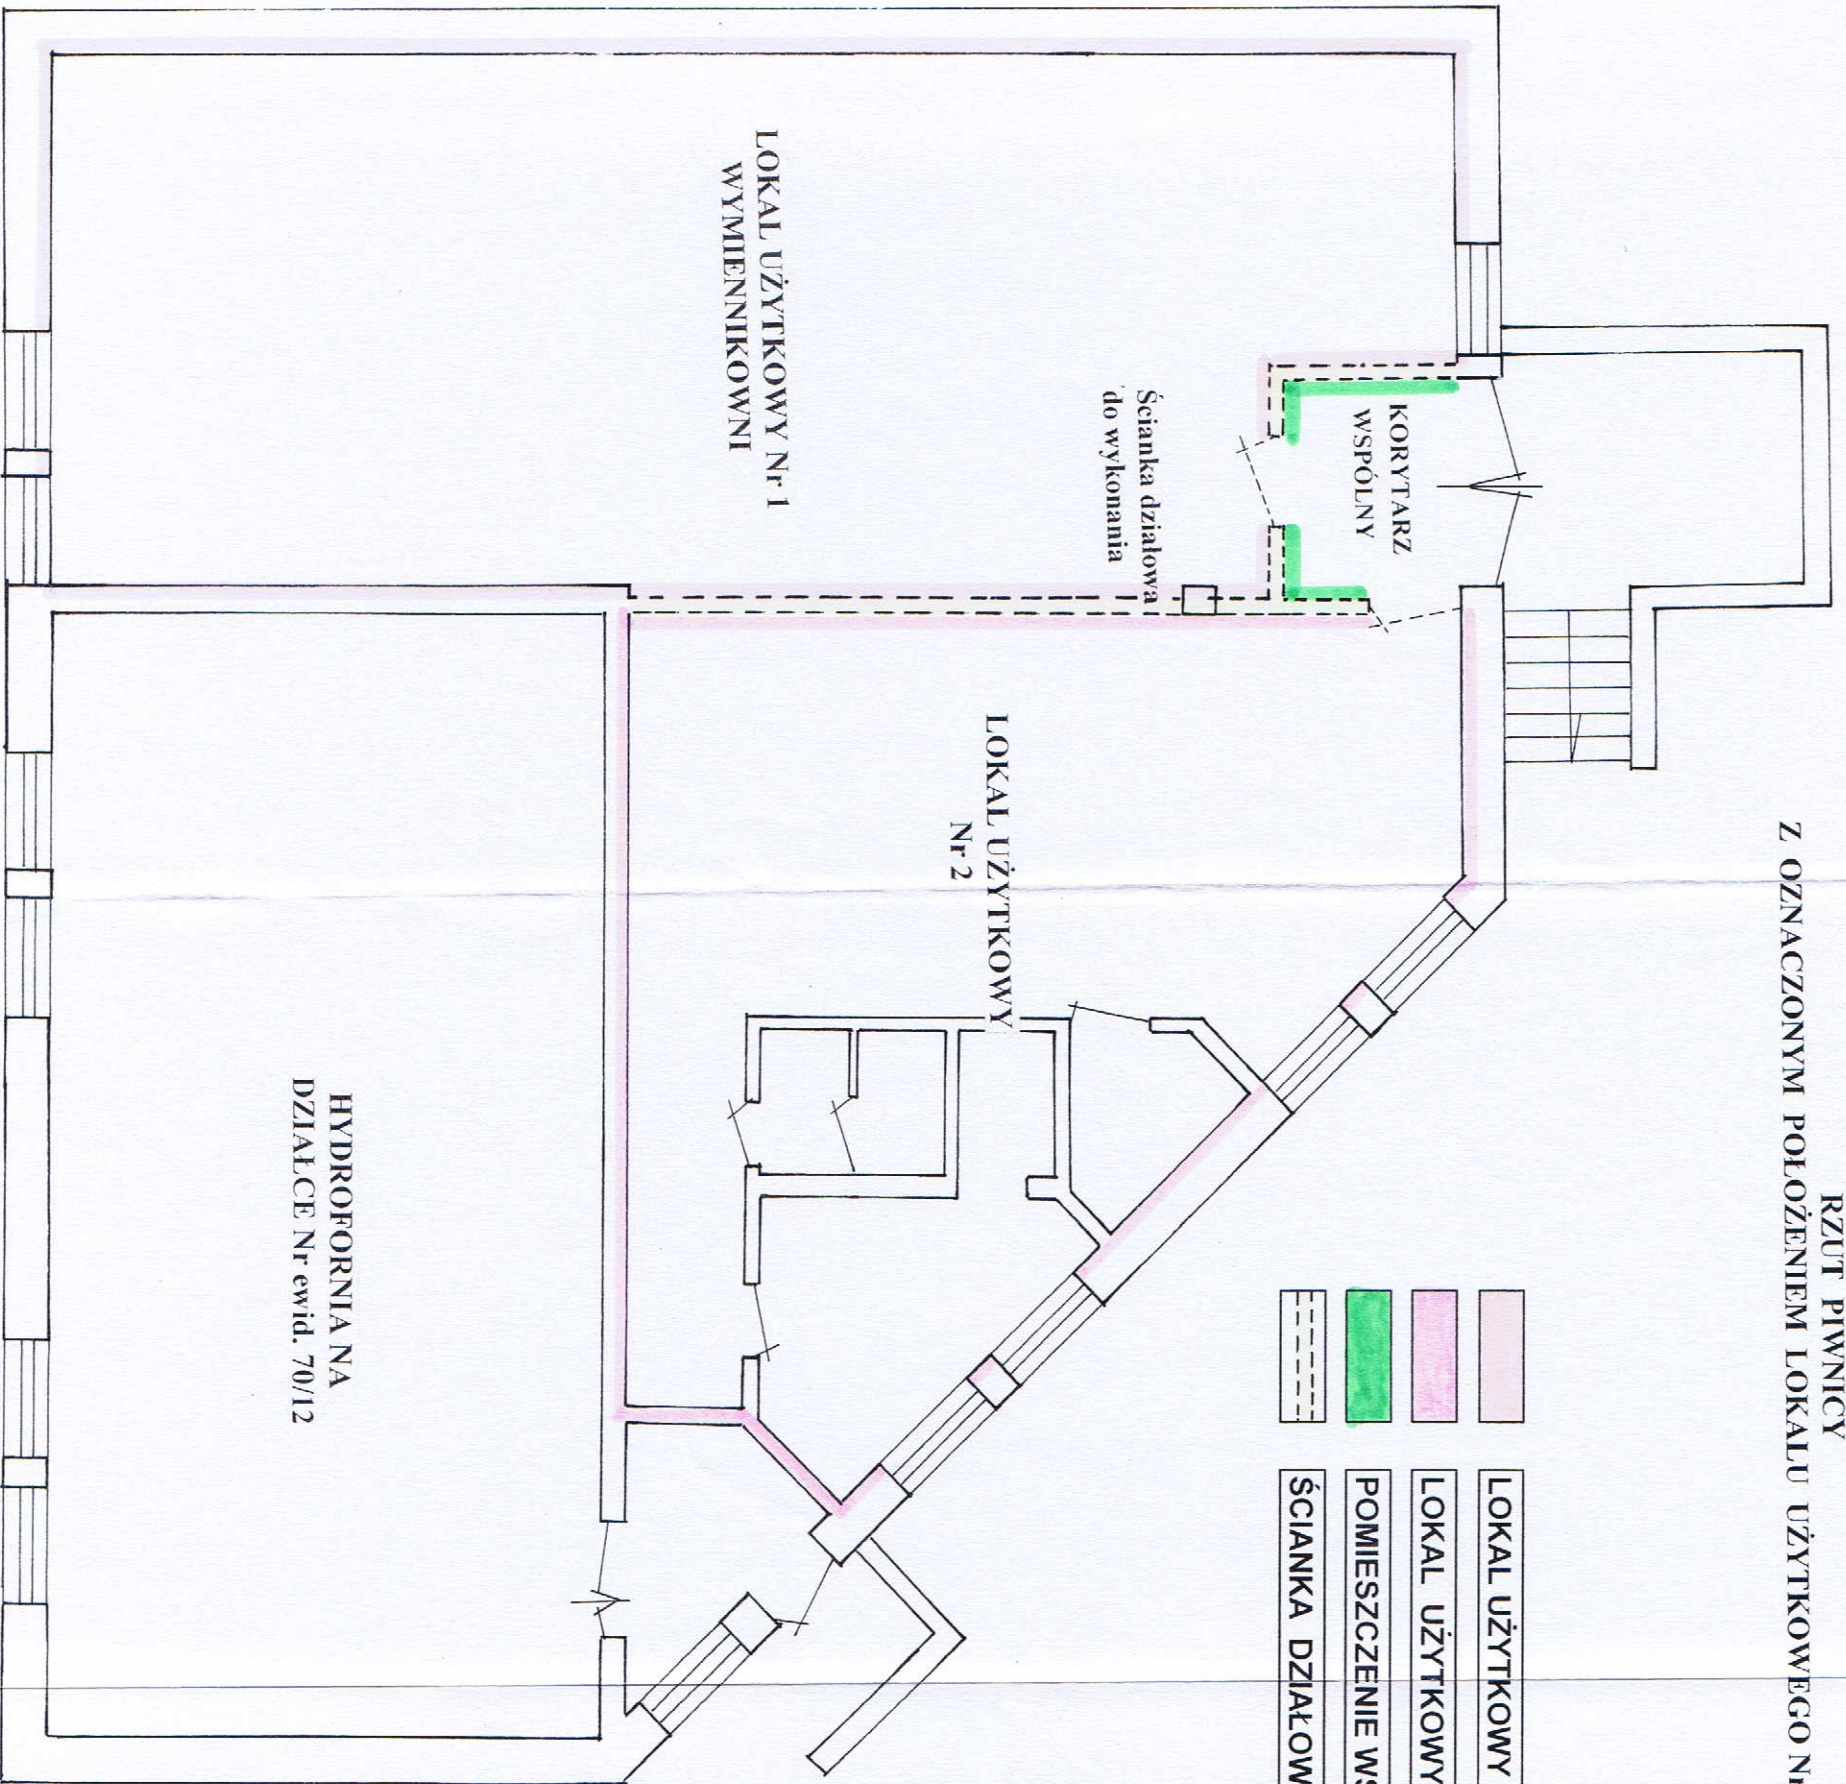 RZUT PIWNICY
Z OZNACZONYM POŁOŻENIEM LOKALU UŻYTKOWEGO Nr
LOKAL UŻYTKOWY
LOKAL UŻYTKOWY
POMIESZCZENIE WS
ŚCIANKA DZIAŁOW
KORYTARZ
WSPÓLNY
Ścianka działowa
do wykonania
LOKAL UŻYTKOWY Nr 1
WYMIENNIKOWNI
LOKAL UŻYTKOWY
Nr 2
HYDROFORNIA NA
DZIAŁCE Nr ewid. 70/12